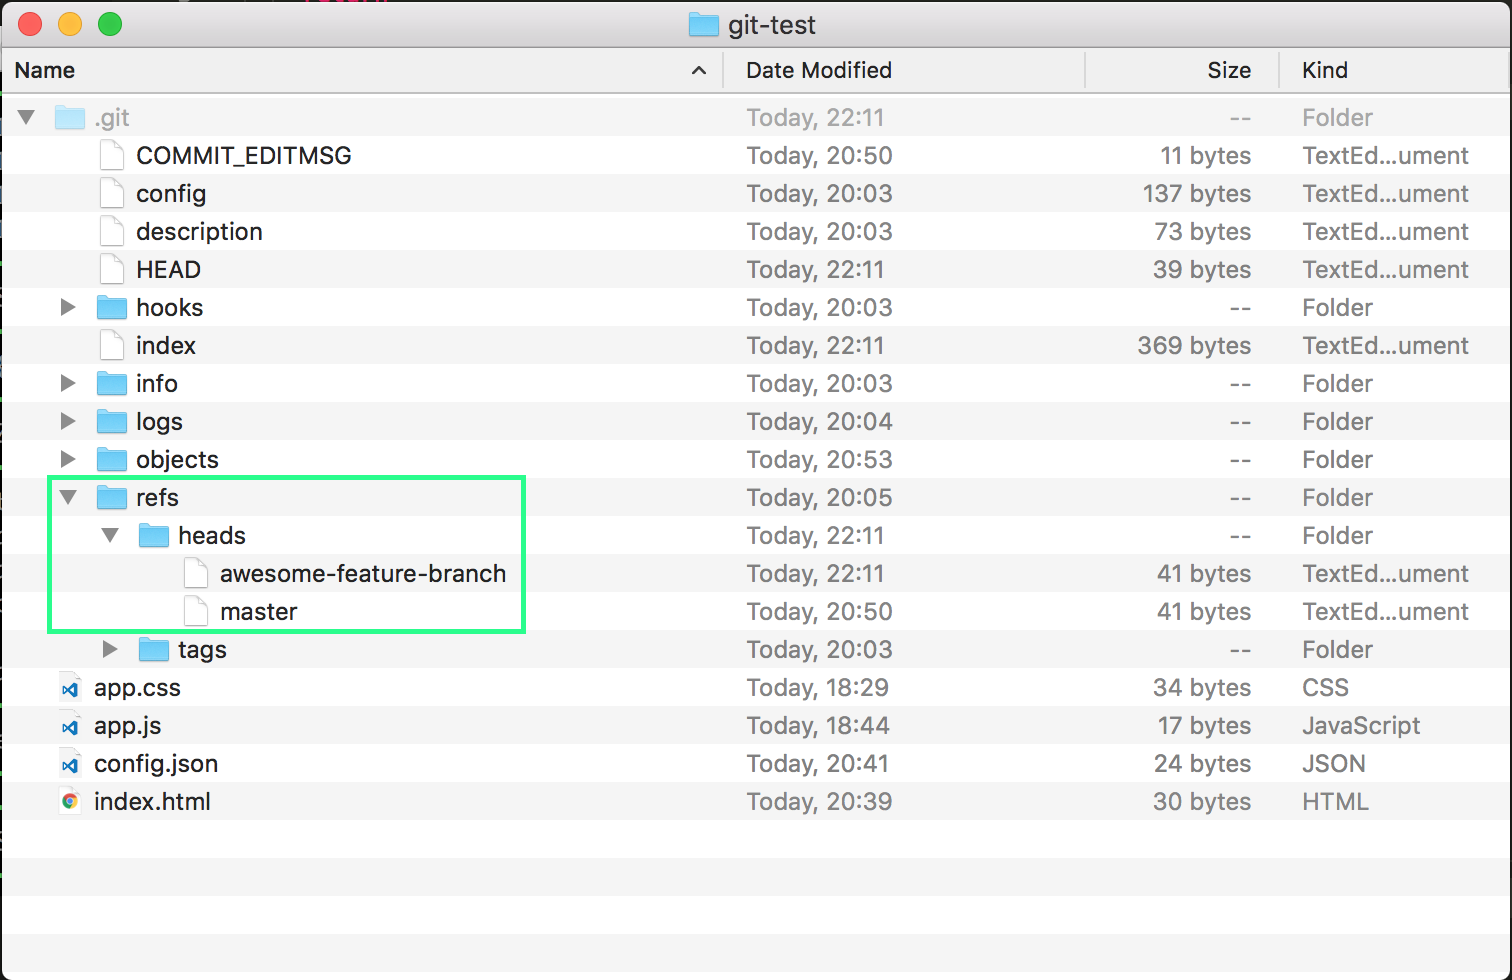 git-test
Name Date Modified Size Kind
.git Today, 22:11 -- Folder
COMMIT_EDITMSG Today, 20:50 11 bytes TextEd...ument
config Today, 20:03 137 bytes TextEd...ument
description Today, 20:03 73 bytes TextEd...ument
HEAD Today, 22:11 39 bytes TextEd...ument
hooks Today, 20:03 -- Folder
index Today, 22:11 369 bytes TextEd...ument
info Today, 20:03 -- Folder
logs Today, 20:04 -- Folder
objects Today, 20:53 -- Folder
refs Today, 20:05 -- Folder
heads Today, 22:11 -- Folder
awesome-feature-branch Today, 22:11 41 bytes TextEd...ument
master Today, 20:50 41 bytes TextEd...ument
tags Today, 20:03 -- Folder
app.css Today, 18:29 34 bytes CSS
app.js Today, 18:44 17 bytes JavaScript
config.json Today, 20:41 24 bytes JSON
index.html Today, 20:39 30 bytes HTML